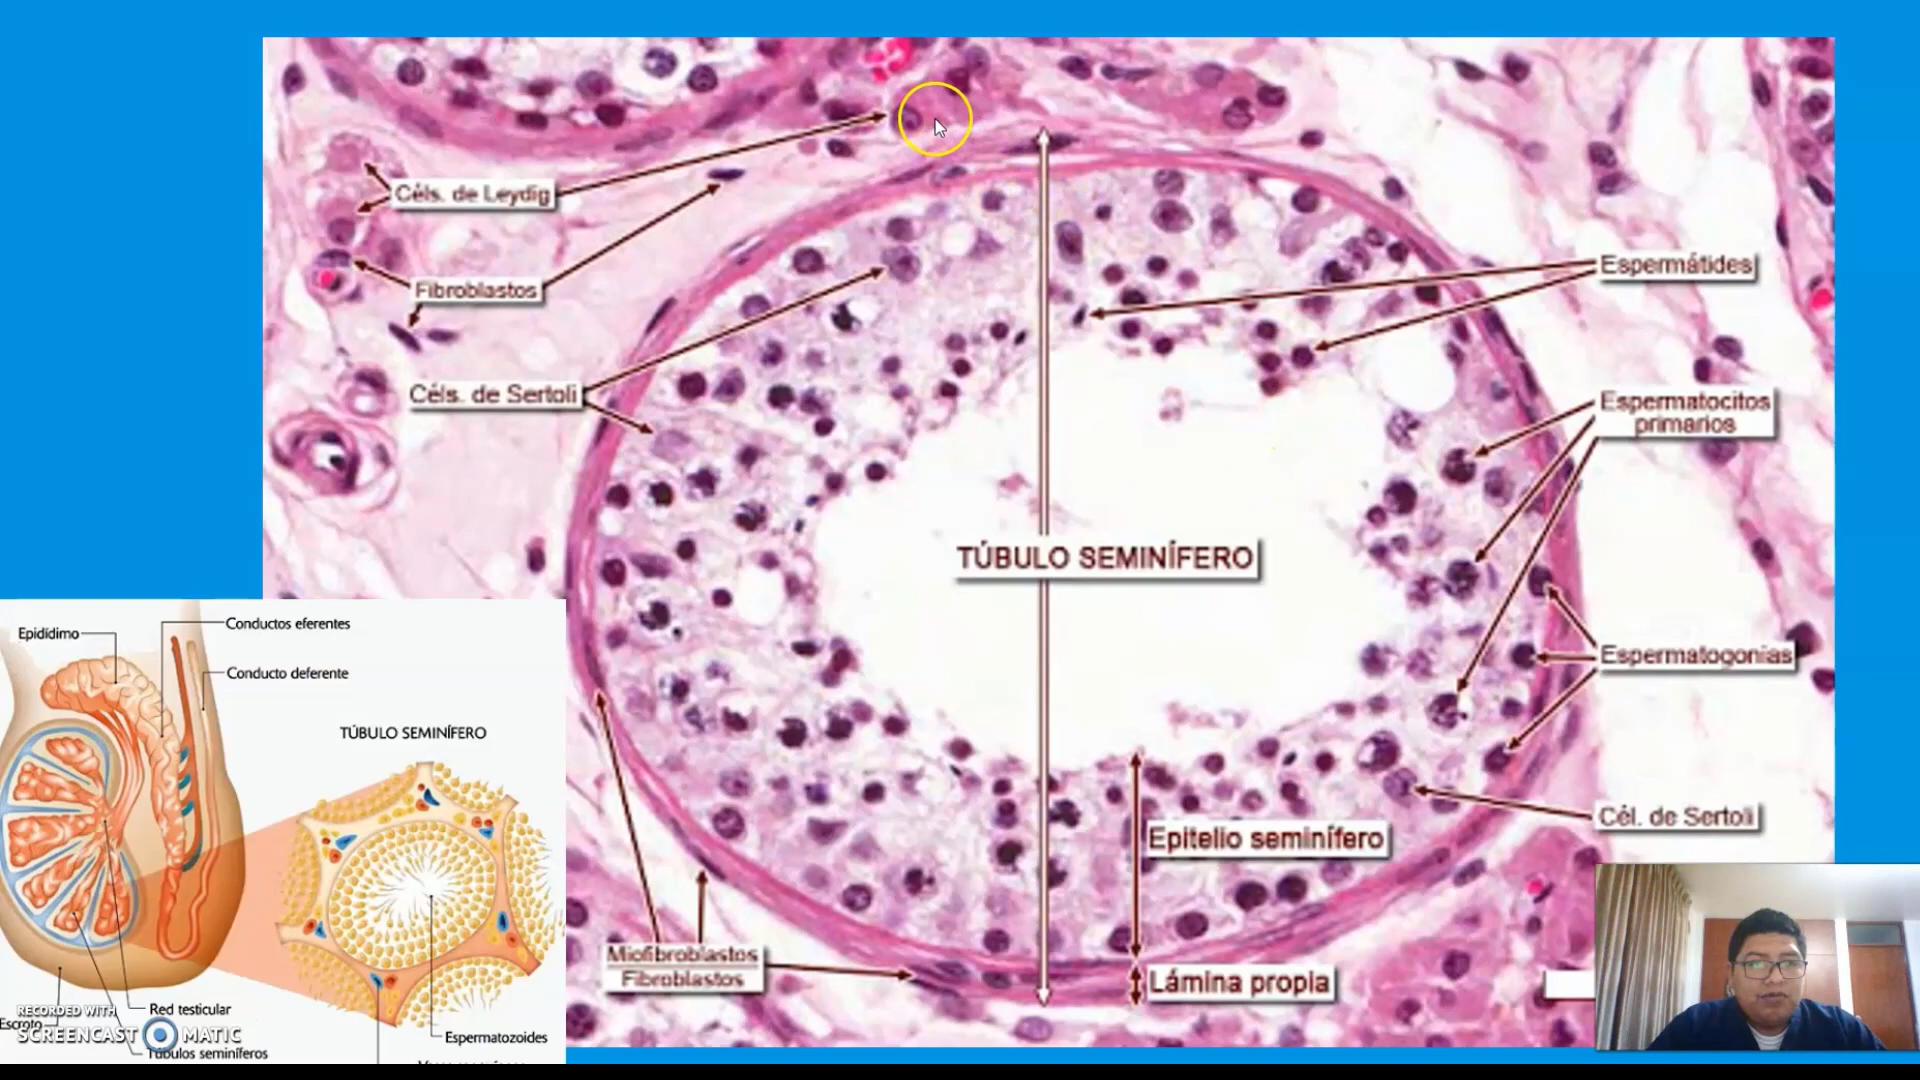 Céls. de Leydig
Fibroblastos
Céls. de Sertoli
Espermátides
Espermatocitos
primarios
TÚBULO SEMINÍFERO
Espermatogonias
Cél. de Sertoli
Epitelio seminífero
Lámina propia
Miofibroblastos
Fibroblastos
Epidídimo
Conductos eferentes
Conducto deferente
TÚBULO SEMINÍFERO
Red testicular
Escroto
Túbulos seminíferos
Espermatozoides
RECORDED WITH
SCREENCAST MATIC